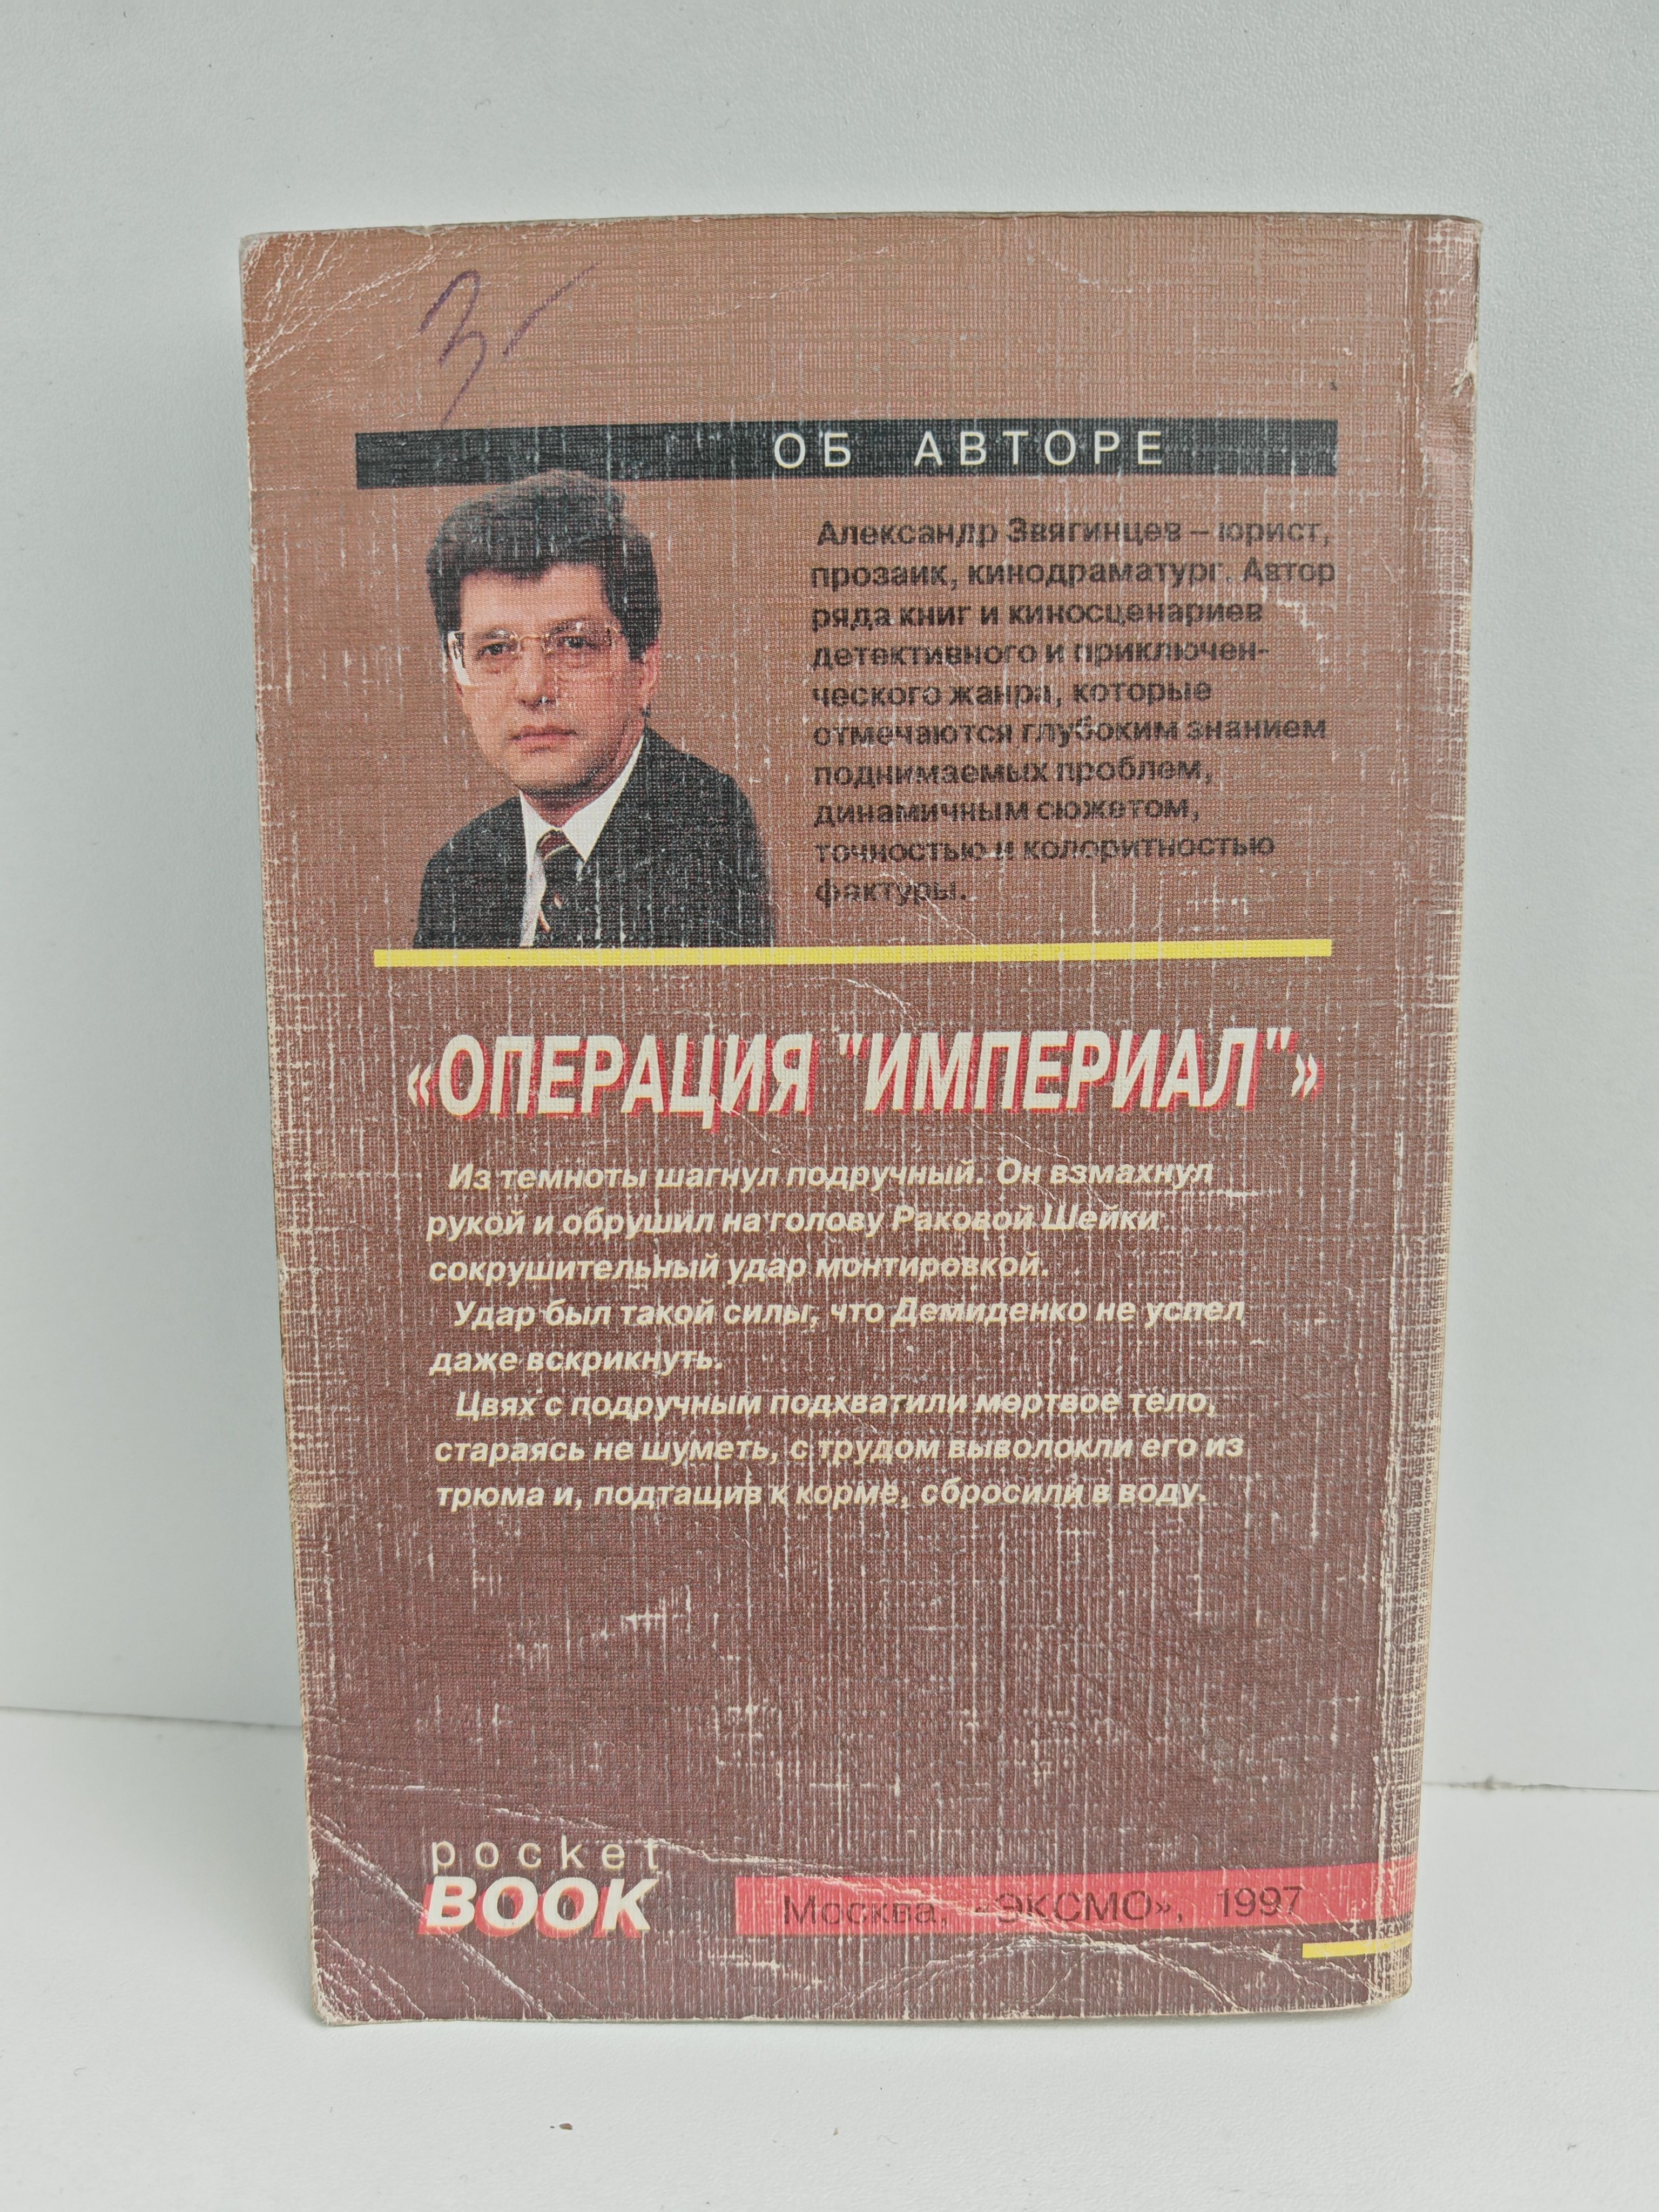 3-
ОБ АВТОРЕ
Александр Звягинцев – юрист,
прозаик, кинодраматург. Автор
ряда книг и киносценариев
детективного и приключен-
ческого жанра, которые
отмечаются глубоким знанием
поднимаемых проблем,
динамичным сюжетом,
точностью и колоритностью
фактуры.
«ОПЕРАЦИЯ "ИМПЕРИАЛ"»
Из темноты шагнул подручный. Он взмахнул
рукой и обрушил на голову Раковой Шейки
сокрушительный удар монтировкой.
Удар был такой силы, что Демиденко не успел
даже вскрикнуть.
Цвях с подручным подхватили мертвое тело,
стараясь не шуметь, с трудом выволокли его из
трюма и, подтащив к корме, сбросили в воду.
pocket
BOOK
Москва, «ЭКСМО», 1997